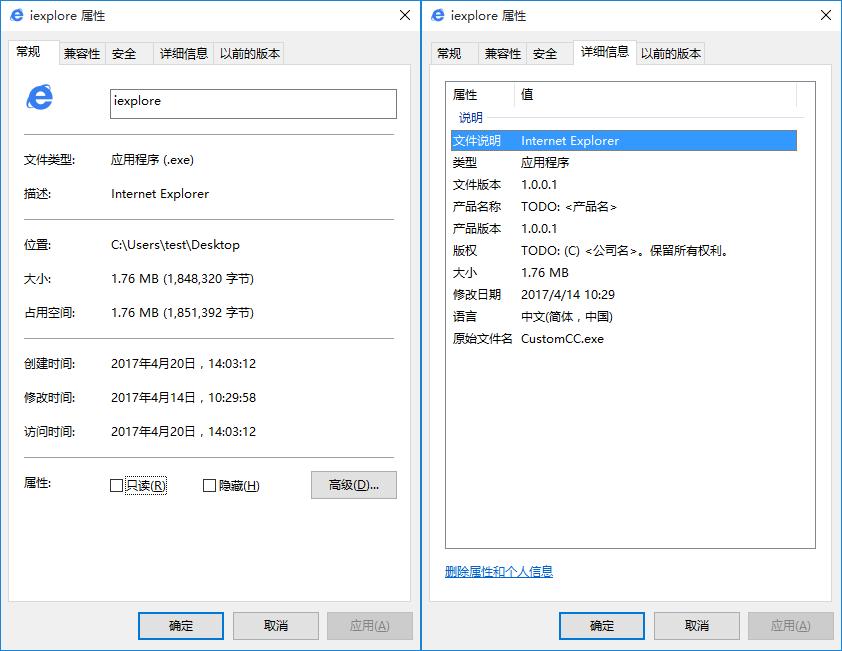 iexplore 属性
常规
兼容性
安全
详细信息
以前的版本
iexplore
文件类型: 应用程序 (.exe)
描述: Internet Explorer
位置: C:\Users\test\Desktop
大小: 1.76 MB (1,848,320 字节)
占用空间: 1.76 MB (1,851,392 字节)
创建时间: 2017年4月20日，14:03:12
修改时间: 2017年4月14日，10:29:58
访问时间: 2017年4月20日，14:03:12
属性: 只读(R) 隐藏(H) 高级(D)...
确定 取消 应用(A)
iexplore 属性
常规
兼容性
安全
详细信息
以前的版本
属性 值
说明
文件说明 Internet Explorer
类型 应用程序
文件版本 1.0.0.1
产品名称 TODO: <产品名>
产品版本 1.0.0.1
版权 TODO: (C) <公司名>。保留所有权利。
大小 1.76 MB
修改日期 2017/4/14 10:29
语言 中文(简体，中国)
原始文件名 CustomCC.exe
删除属性和个人信息
确定 取消 应用(A)